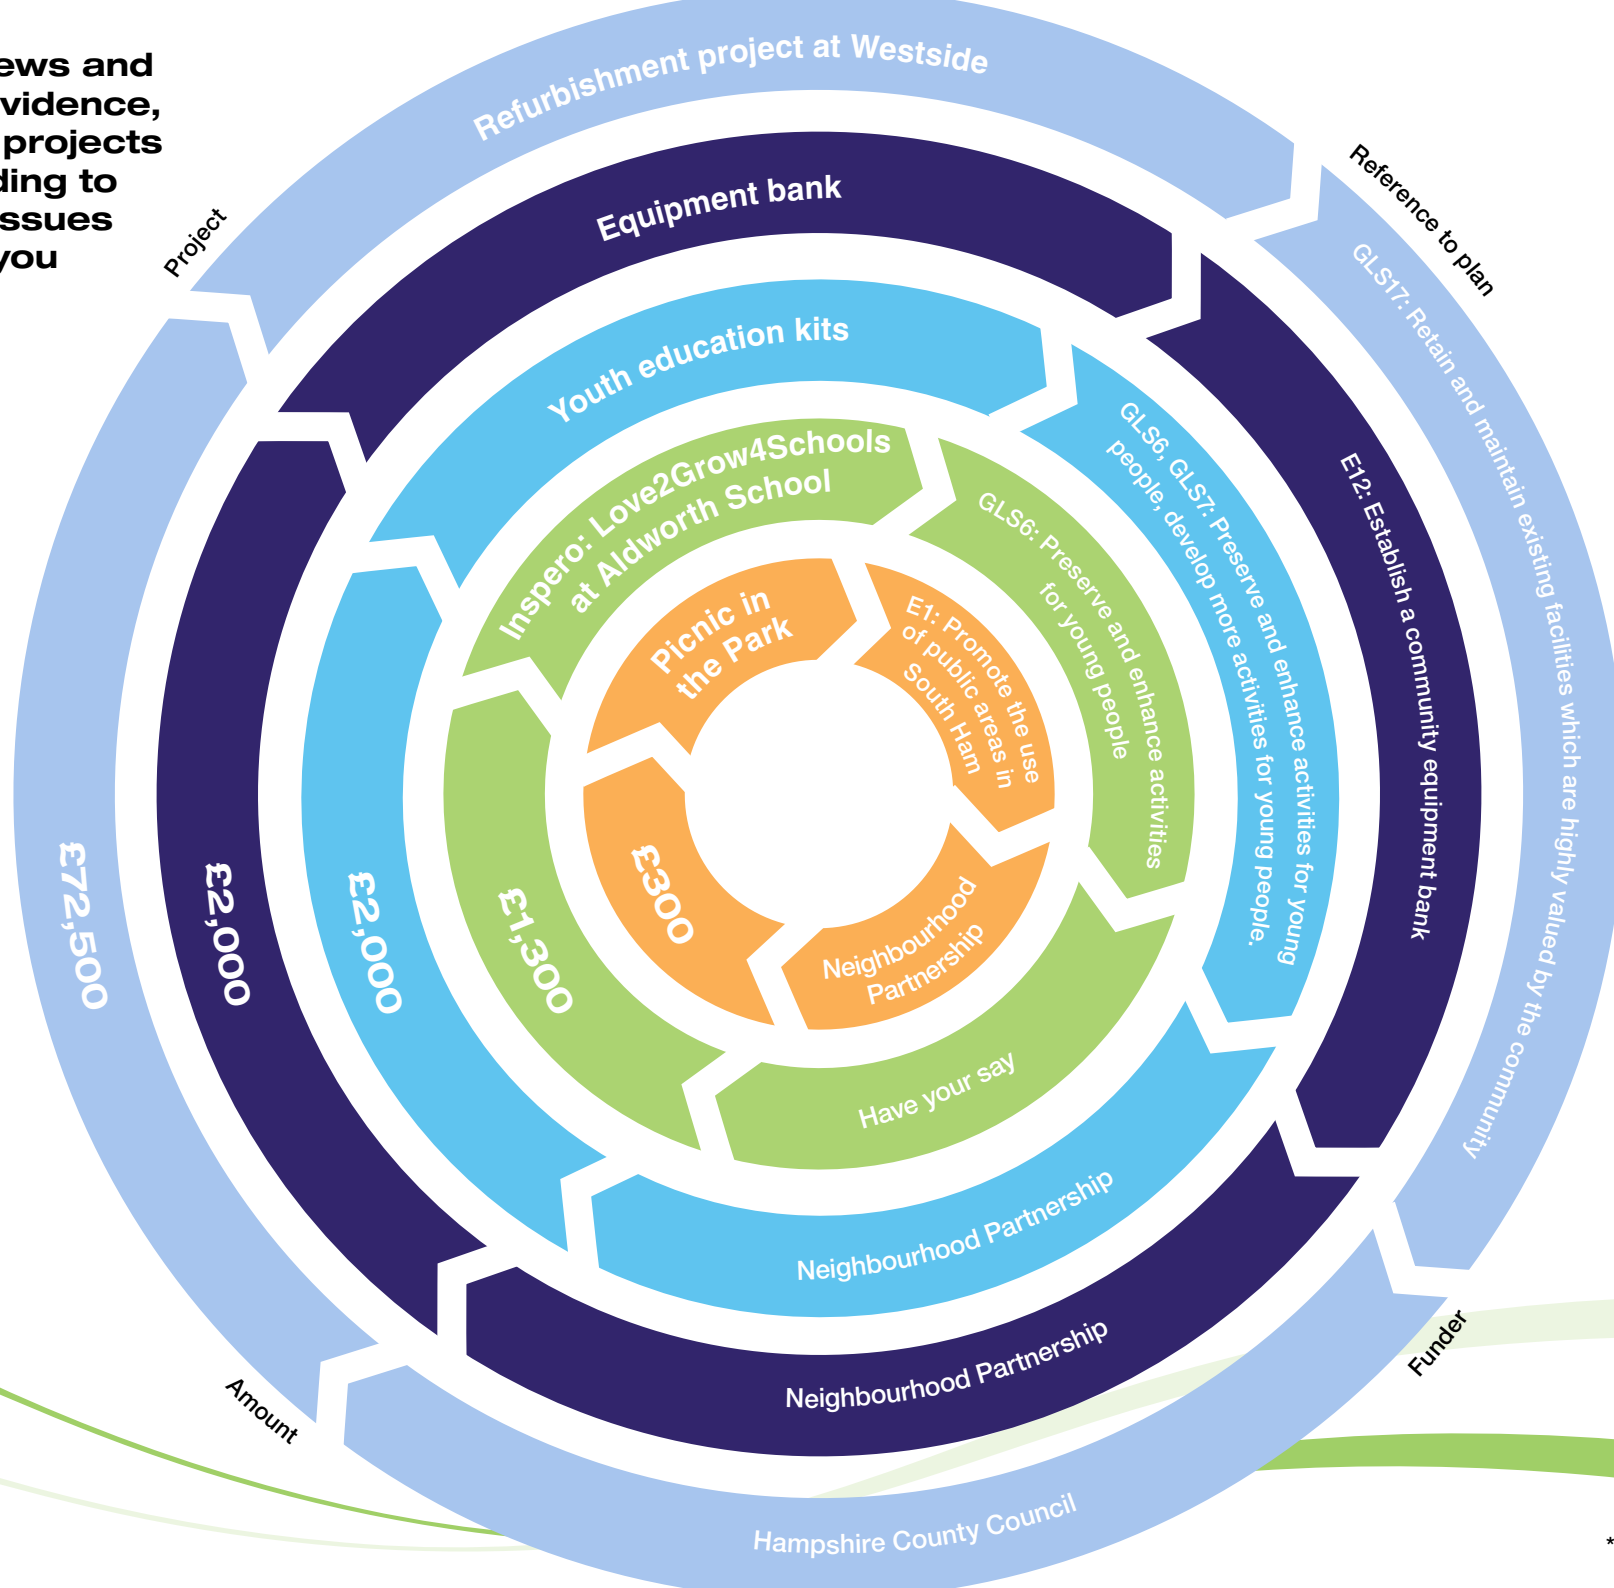 ews and
vidence,
projects
ding to
ssues
you
Project
Reference to plan
Funder
Amount
Refurbishment project at Westside
GLS17: Retain and maintain existing facilities which are highly valued by the community
Hampshire County Council
£72,500
Equipment bank
E12: Establish a community equipment bank
Neighbourhood Partnership
£2,000
Youth education kits
GLS6, GLS7: Preserve and enhance activities for young
people, develop more activities for young people.
Neighbourhood Partnership
£2,000
Inspero: Love2Grow4Schools
at Aldworth School
GLS6: Preserve and enhance activities
for young people
Have your say
£1,300
Picnic in
the Park
E1: Promote the use
of public areas in
South Ham
Neighbourhood
Partnership
£300
*